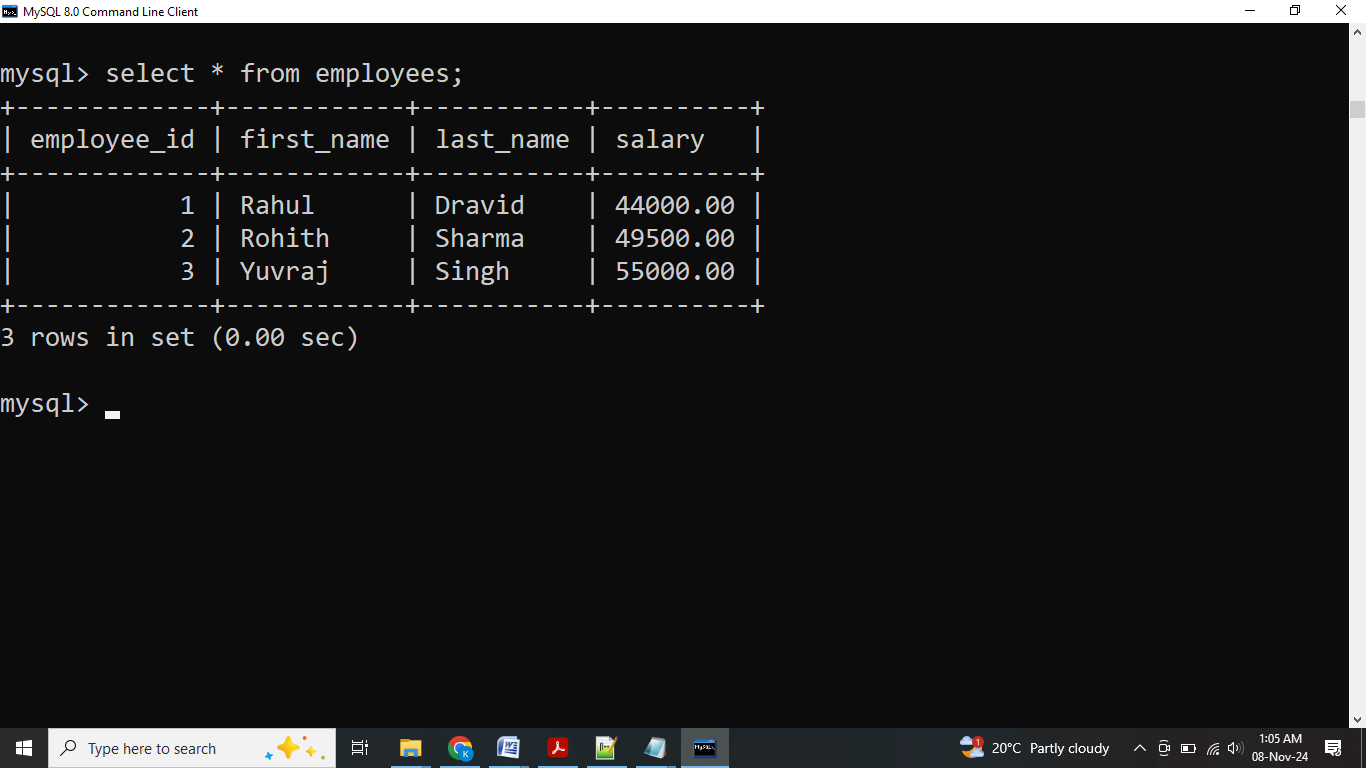 MySQL 8.0 Command Line Client
mysql> select * from employees;
+-------------+------------+-----------+----------+
| employee_id | first_name | last_name | salary   |
+-------------+------------+-----------+----------+
|           1 | Rahul      | Dravid    | 44000.00 |
|           2 | Rohith     | Sharma    | 49500.00 |
|           3 | Yuvraj     | Singh     | 55000.00 |
+-------------+------------+-----------+----------+
3 rows in set (0.00 sec)
mysql>
Type here to search
K
W
MySQL
1
20°C Partly cloudy
1:05 AM
08-Nov-24